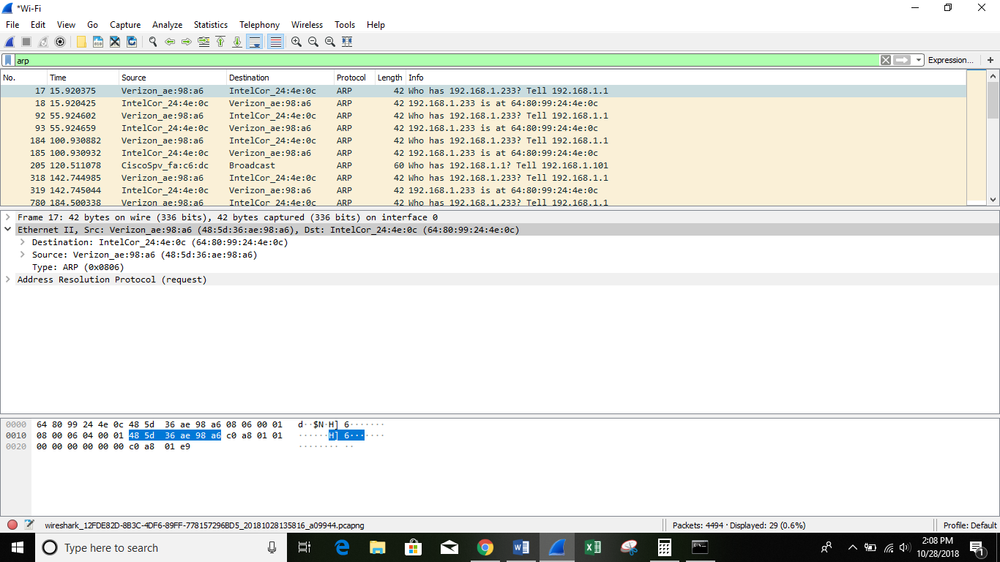 *Wi-Fi
File Edit View Go Capture Analyze Statistics Telephony Wireless Tools Help
arp Expression... +
No. Time Source Destination Protocol Length Info
17 15.920375 Verizon_ae:98:a6 IntelCor_24:4e:0c ARP 42 Who has 192.168.1.233? Tell 192.168.1.1
18 15.920425 IntelCor_24:4e:0c Verizon_ae:98:a6 ARP 42 192.168.1.233 is at 64:80:99:24:4e:0c
92 55.924602 Verizon_ae:98:a6 IntelCor_24:4e:0c ARP 42 Who has 192.168.1.233? Tell 192.168.1.1
93 55.924659 IntelCor_24:4e:0c Verizon_ae:98:a6 ARP 42 192.168.1.233 is at 64:80:99:24:4e:0c
184 100.930882 Verizon_ae:98:a6 IntelCor_24:4e:0c ARP 42 Who has 192.168.1.233? Tell 192.168.1.1
185 100.930932 IntelCor_24:4e:0c Verizon_ae:98:a6 ARP 42 192.168.1.233 is at 64:80:99:24:4e:0c
205 120.511078 CiscoSpv_fa:c6:dc Broadcast ARP 60 Who has 192.168.1.1? Tell 192.168.1.101
318 142.744985 Verizon_ae:98:a6 IntelCor_24:4e:0c ARP 42 Who has 192.168.1.233? Tell 192.168.1.1
319 142.745044 IntelCor_24:4e:0c Verizon_ae:98:a6 ARP 42 192.168.1.233 is at 64:80:99:24:4e:0c
780 184.500338 Verizon_ae:98:a6 IntelCor_24:4e:0c ARP 42 Who has 192.168.1.233? Tell 192.168.1.1
Frame 17: 42 bytes on wire (336 bits), 42 bytes captured (336 bits) on interface 0
Ethernet II, Src: Verizon_ae:98:a6 (48:5d:36:ae:98:a6), Dst: IntelCor_24:4e:0c (64:80:99:24:4e:0c)
Destination: IntelCor_24:4e:0c (64:80:99:24:4e:0c)
Source: Verizon_ae:98:a6 (48:5d:36:ae:98:a6)
Type: ARP (0x0806)
Address Resolution Protocol (request)
0000 64 80 99 24 4e 0c 48 5d 36 ae 98 a6 08 06 00 01 d··$N·H] 6·······
0010 08 00 06 04 00 01 48 5d 36 ae 98 a6 c0 a8 01 01 ······H] 6·······
0020 00 00 00 00 00 00 c0 a8 01 e9 ········ ··
wireshark_12FDE82D-8B3C-4DF6-89FF-778157296BD5_20181028135816_a09944.pcapng Packets: 4494 · Displayed: 29 (0.6%) Profile: Default
Type here to search
2:08 PM
10/28/2018
1